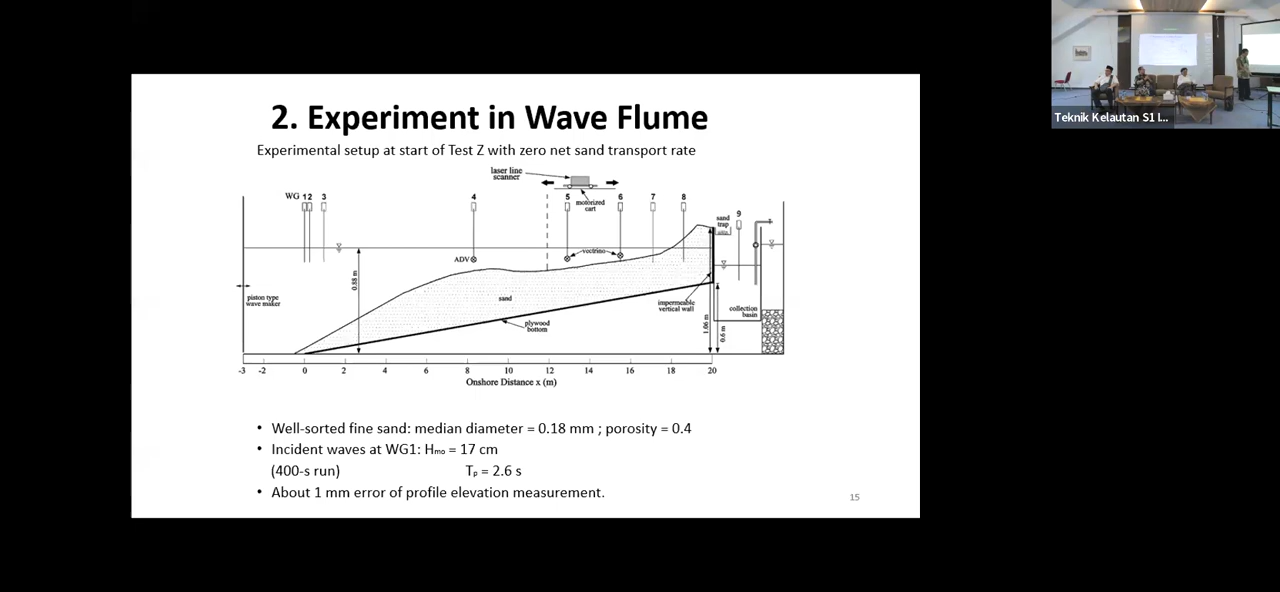 2. Experiment in Wave Flume
Experimental setup at start of Test Z with zero net sand transport rate
laser line
scanner
motorized
cart
WG 12 3 4 5 6 7 8 9
sand
trap
ADV
vectrino
0.88 m
piston type
wave maker
sand
plywood
bottom
impermeable
vertical wall
1.06 m
0.6 m
collection
basin
-3 -2 0 2 4 6 8 10 12 14 16 18 20
Onshore Distance x (m)
• Well-sorted fine sand: median diameter = 0.18 mm ; porosity = 0.4
• Incident waves at WG1: Hmo = 17 cm
(400-s run) Tp = 2.6 s
• About 1 mm error of profile elevation measurement.
15
Teknik Kelautan S1 I...